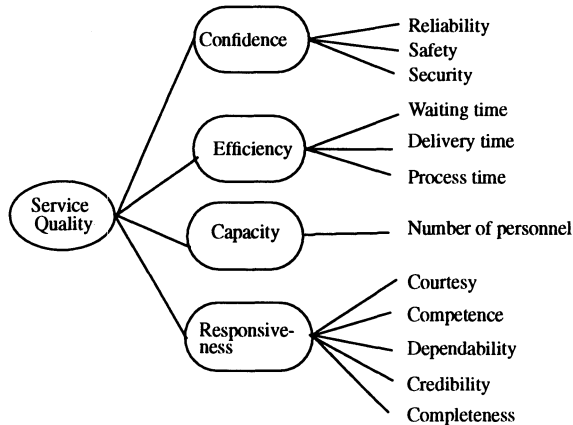 Service
Quality
Confidence
Reliability
Safety
Security
Efficiency
Waiting time
Delivery time
Process time
Capacity
Number of personnel
Responsive-
ness
Courtesy
Competence
Dependability
Credibility
Completeness